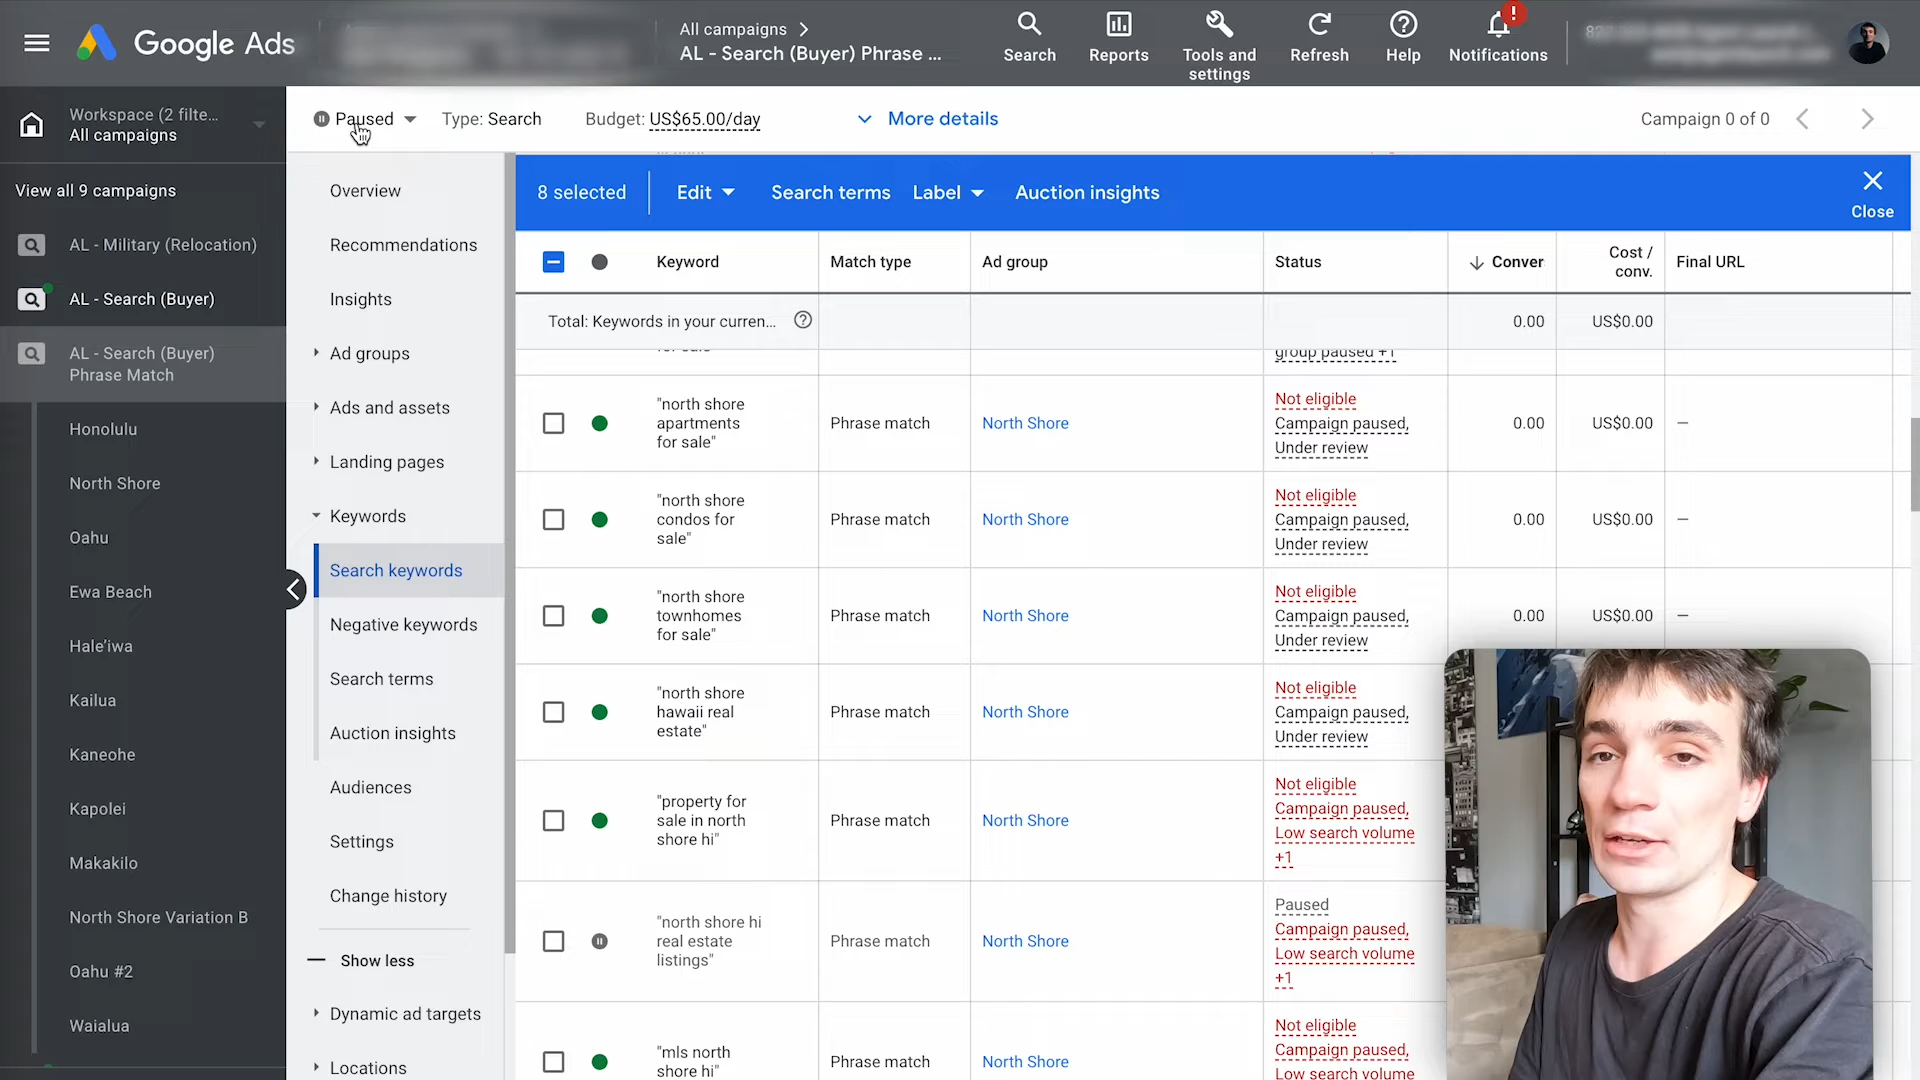 Google Ads
All campaigns
AL - Search (Buyer) Phrase ...
Search
Reports
Tools and
settings
Refresh
Help
!
Notifications
Workspace (2 filte...
All campaigns
Paused
Type: Search
Budget: US$65.00/day
More details
Campaign 0 of 0
View all 9 campaigns
AL - Military (Relocation)
AL - Search (Buyer)
AL - Search (Buyer)
Phrase Match
Honolulu
North Shore
Oahu
Ewa Beach
Hale'iwa
Kailua
Kaneohe
Kapolei
Makakilo
North Shore Variation B
Oahu #2
Waialua
Overview
Recommendations
Insights
Ad groups
Ads and assets
Landing pages
Keywords
Search keywords
Negative keywords
Search terms
Auction insights
Audiences
Settings
Change history
Show less
Dynamic ad targets
Locations
8 selected
Edit
Search terms
Label
Auction insights
Close
Keyword
Match type
Ad group
Status
Conver
Cost /
conv.
Final URL
Total: Keywords in your curren...
0.00
US$0.00
for sale"
group paused +1
"north shore
apartments
for sale"
Phrase match
North Shore
Not eligible
Campaign paused,
Under review
0.00
US$0.00
—
"north shore
condos for
sale"
Phrase match
North Shore
Not eligible
Campaign paused,
Under review
0.00
US$0.00
—
"north shore
townhomes
for sale"
Phrase match
North Shore
Not eligible
Campaign paused,
Under review
0.00
US$0.00
—
"north shore
hawaii real
estate"
Phrase match
North Shore
Not eligible
Campaign paused,
Under review
"property for
sale in north
shore hi"
Phrase match
North Shore
Not eligible
Campaign paused,
Low search volume
+1
"north shore hi
real estate
listings"
Phrase match
North Shore
Paused
Campaign paused,
Low search volume
+1
"mls north
shore hi"
Phrase match
North Shore
Not eligible
Campaign paused,
Low search volume